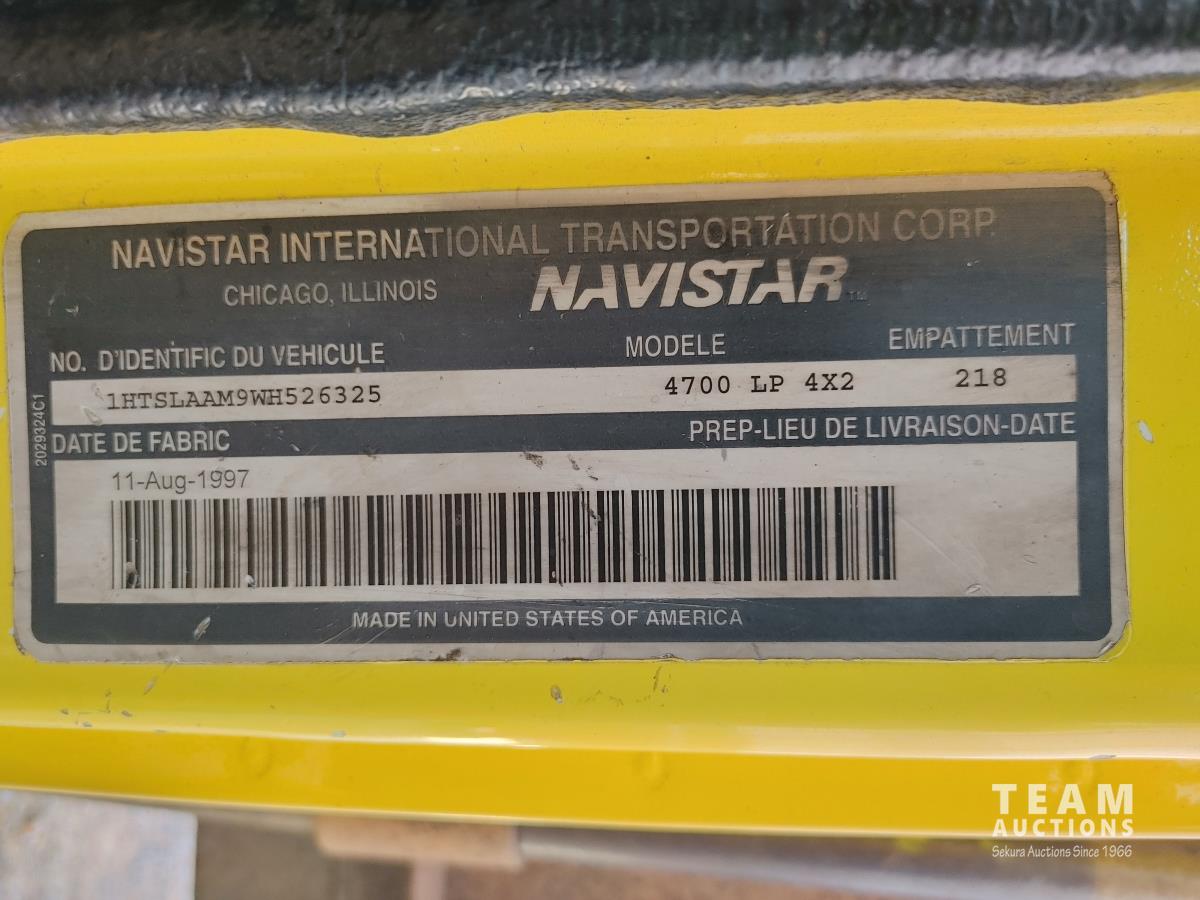 NAVISTAR INTERNATIONAL TRANSPORTATION CORP.
CHICAGO, ILLINOIS
NAVISTAR™
NO. D'IDENTIFIC DU VEHICULE MODELE EMPATTEMENT
1HTSLAAM9WH526325 4700 LP 4X2 218
DATE DE FABRIC PREP-LIEU DE LIVRAISON-DATE
11-Aug-1997
MADE IN UNITED STATES OF AMERICA
2029324C1
TEAM
AUCTIONS
Sekura Auctions Since 1966